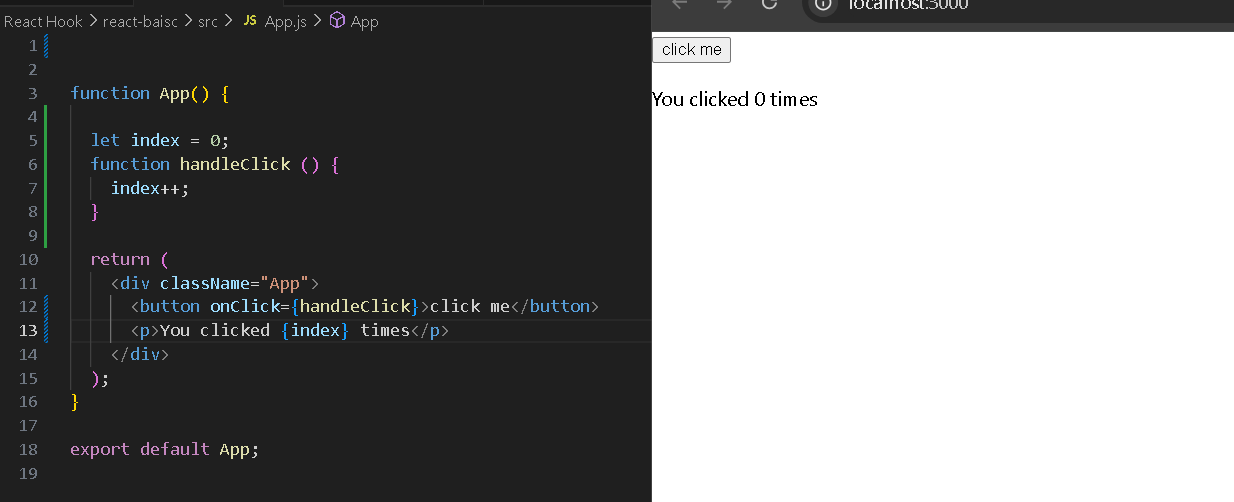 React Hook > react-baisc > src > JS App.js > App
1
2
3 function App() {
4
5 let index = 0;
6 function handleClick () {
7 index++;
8 }
9
10 return (
11 <div className="App">
12 <button onClick={handleClick}>click me</button>
13 <p>You clicked {index} times</p>
14 </div>
15 );
16 }
17
18 export default App;
19
localhost:3000
click me
You clicked 0 times